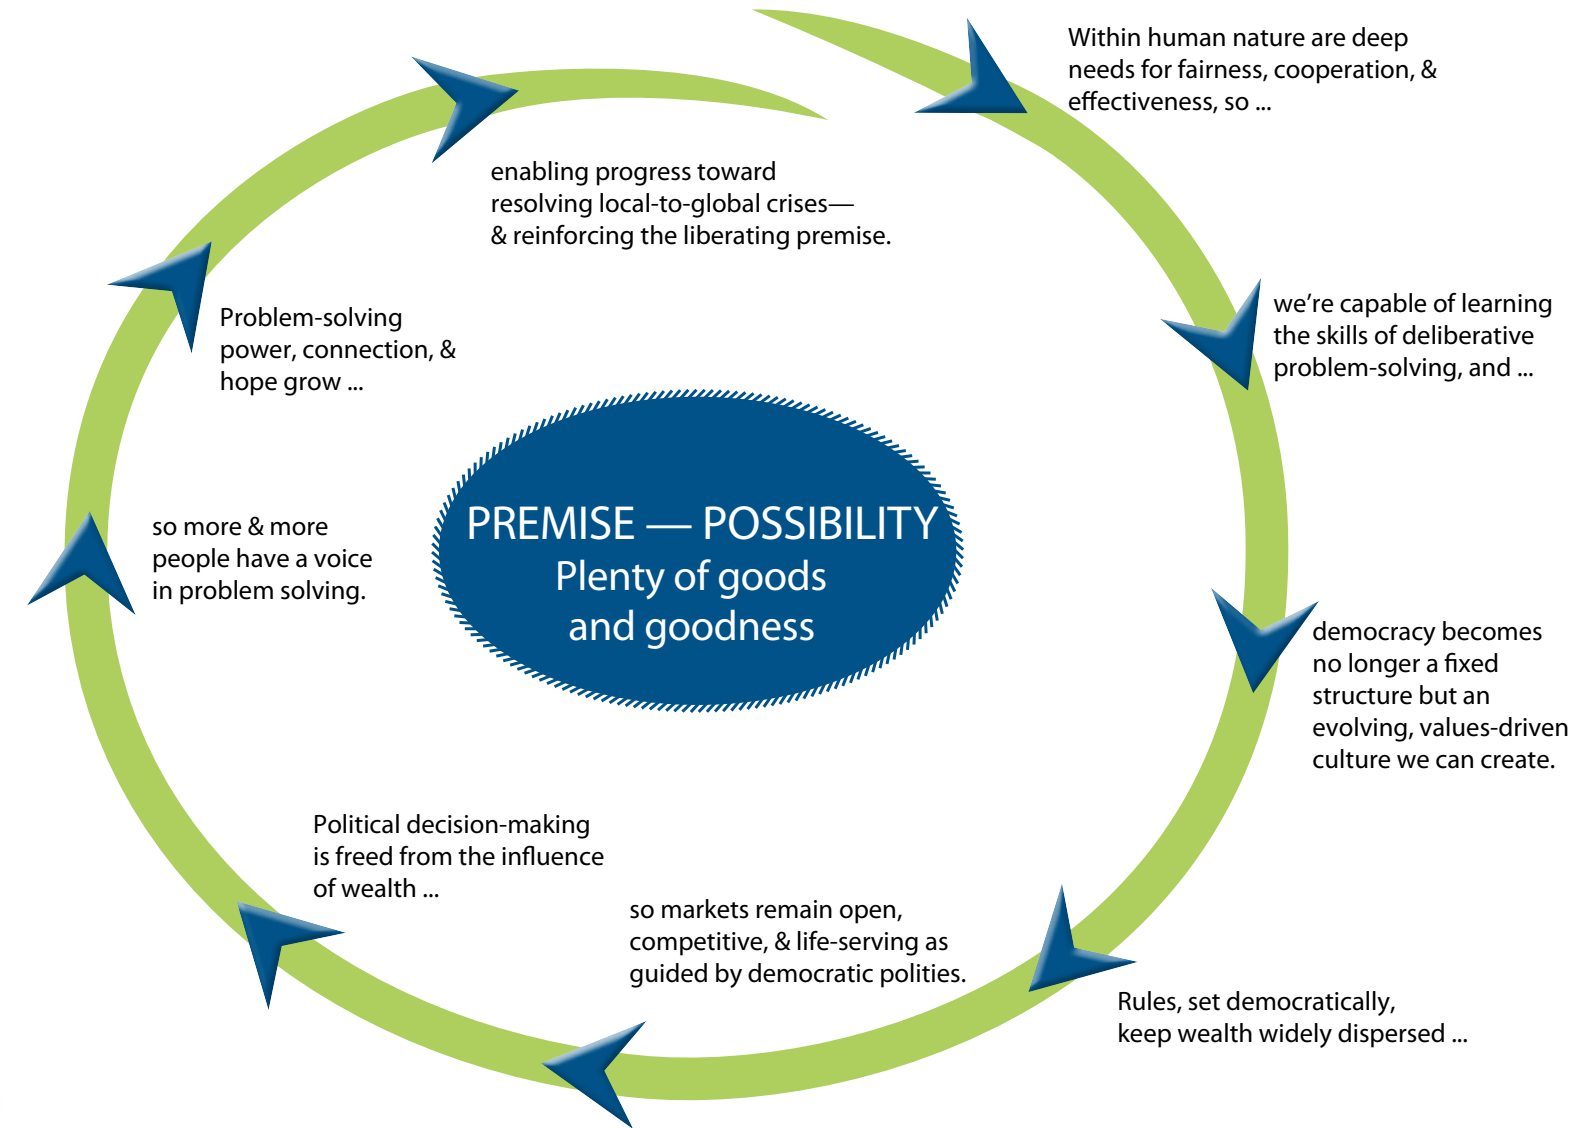 Within human nature are deep
needs for fairness, cooperation, &
effectiveness, so ...
we’re capable of learning
the skills of deliberative
problem-solving, and ...
democracy becomes
no longer a fixed
structure but an
evolving, values-driven
culture we can create.
Rules, set democratically,
keep wealth widely dispersed ...
so markets remain open,
competitive, & life-serving as
guided by democratic polities.
Political decision-making
is freed from the influence
of wealth ...
so more & more
people have a voice
in problem solving.
Problem-solving
power, connection, &
hope grow ...
enabling progress toward
resolving local-to-global crises—
& reinforcing the liberating premise.
PREMISE — POSSIBILITY
Plenty of goods
and goodness